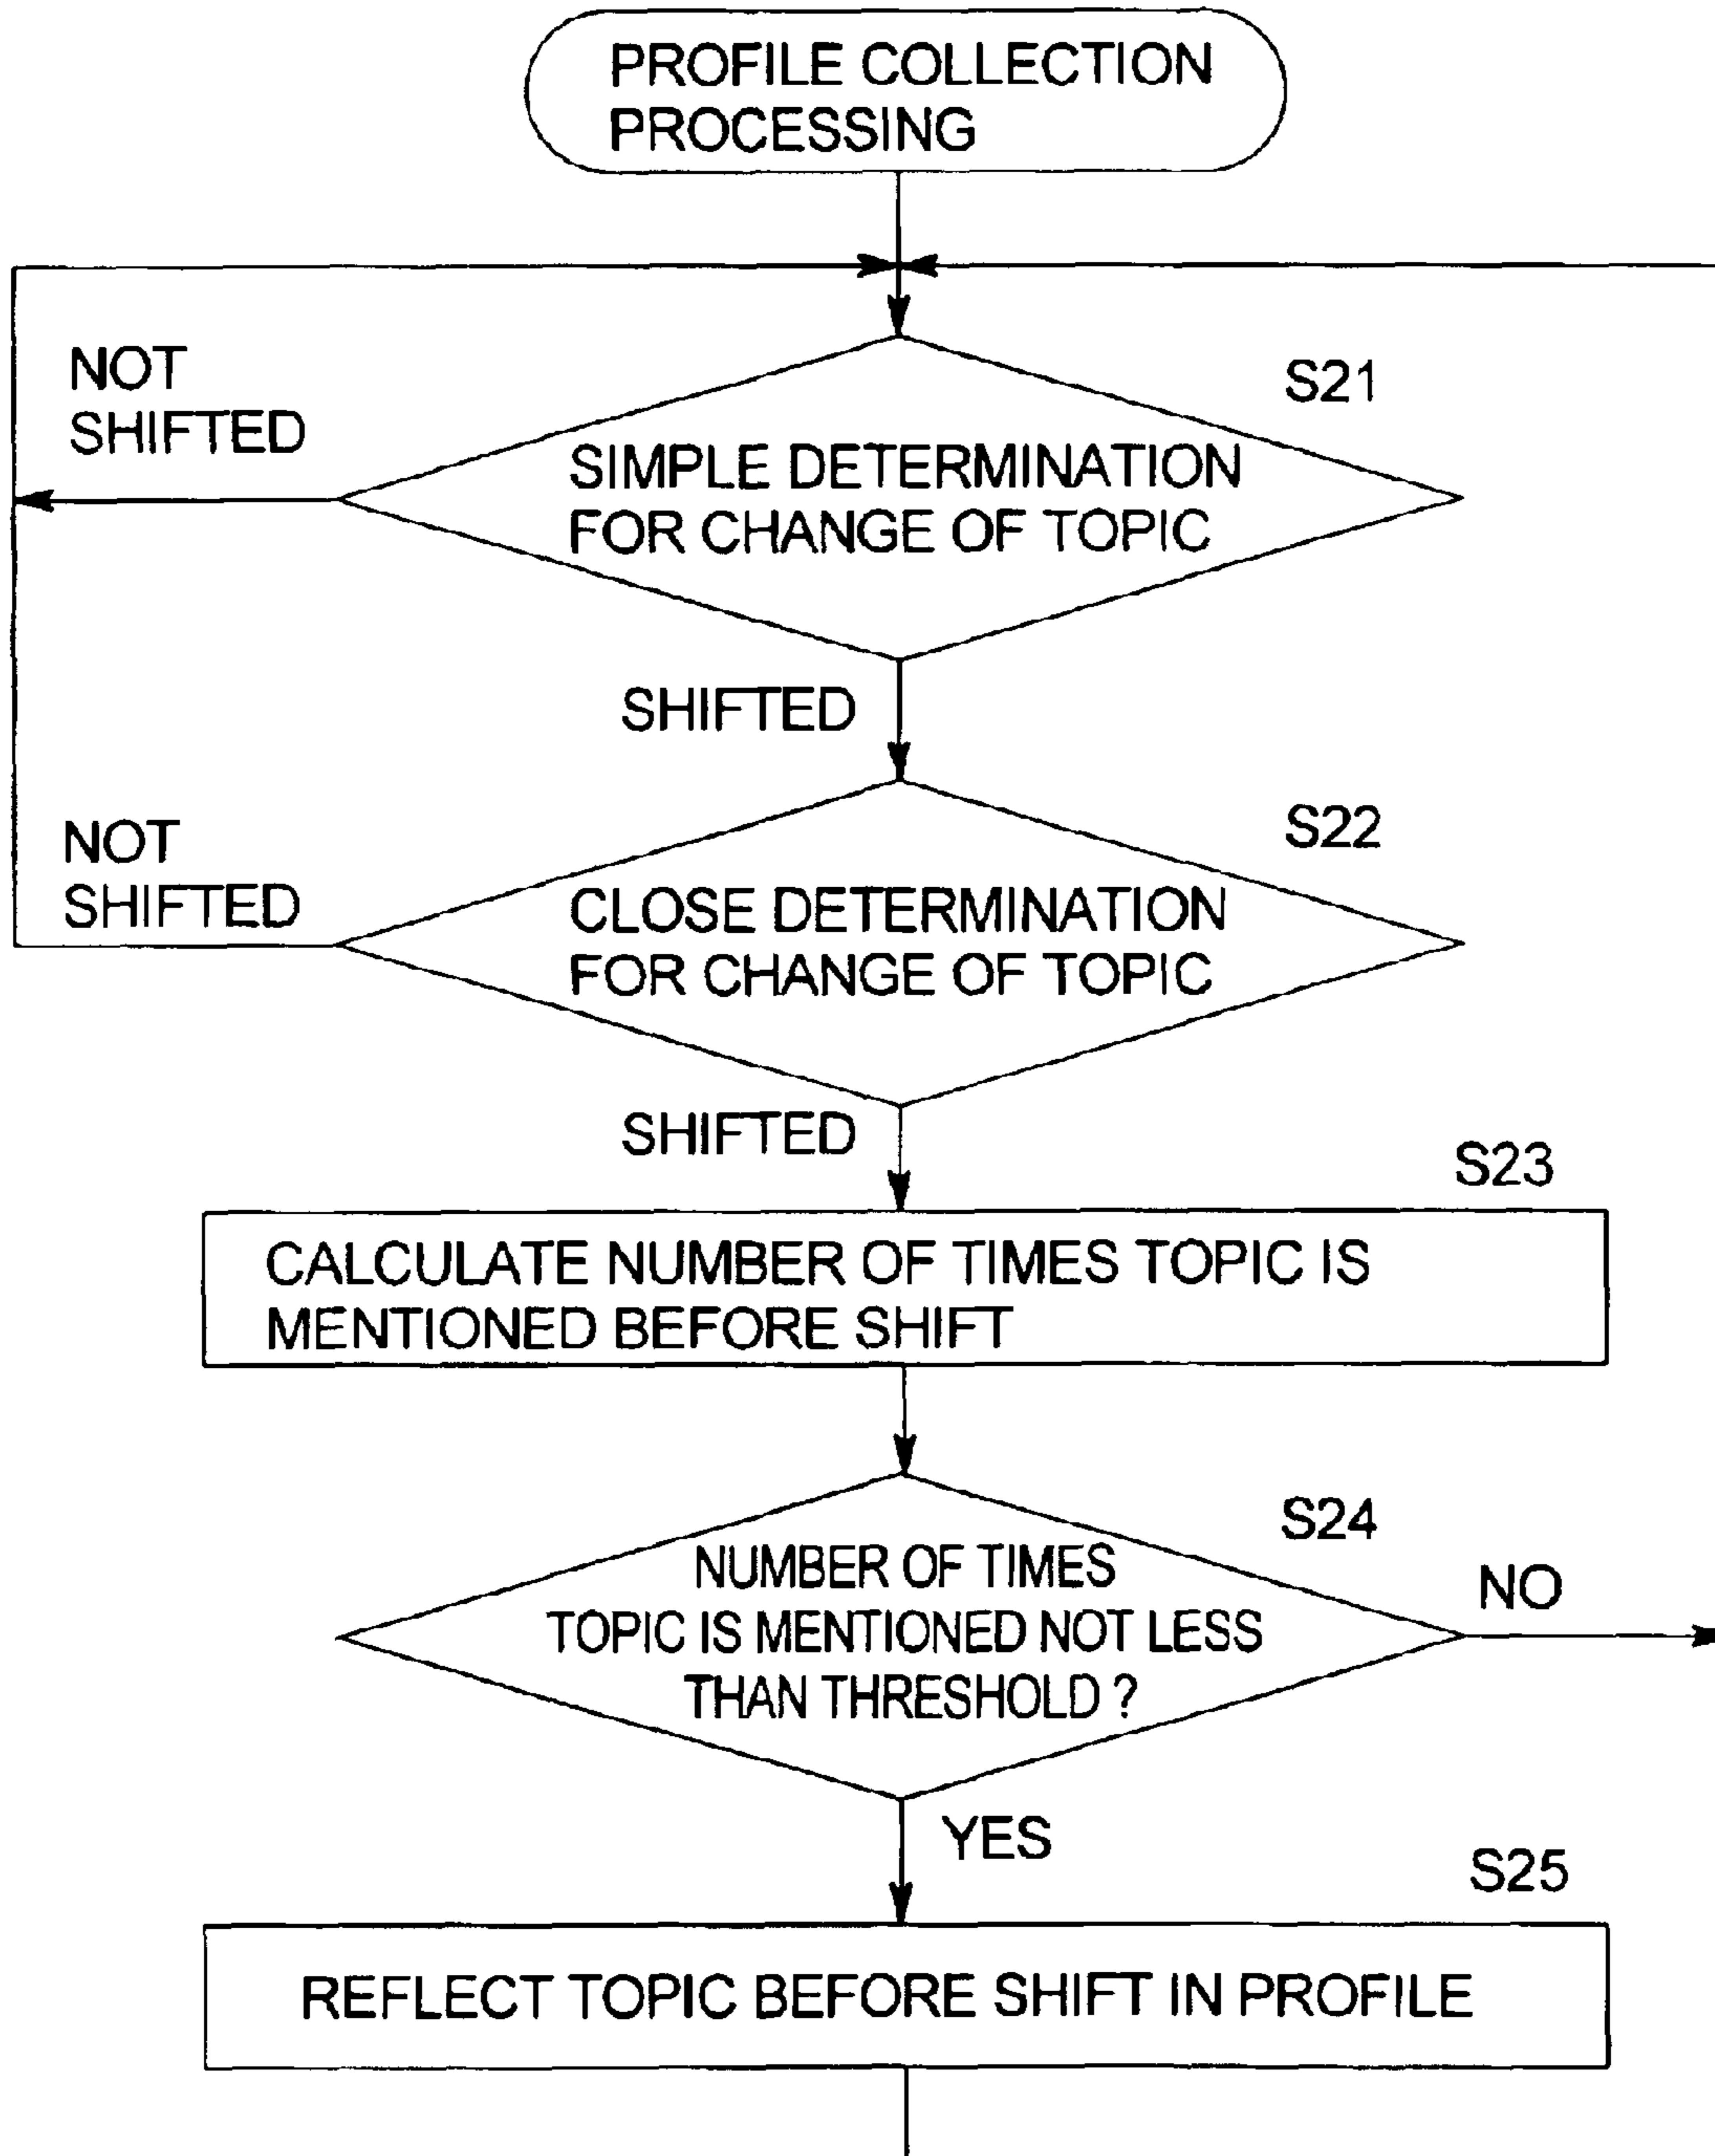 PROFILE COLLECTION
PROCESSING
NOT
SHIFTED
S21
SIMPLE DETERMINATION
FOR CHANGE OF TOPIC
SHIFTED
NOT
SHIFTED
S22
CLOSE DETERMINATION
FOR CHANGE OF TOPIC
SHIFTED
S23
CALCULATE NUMBER OF TIMES TOPIC IS
MENTIONED BEFORE SHIFT
S24
NUMBER OF TIMES
TOPIC IS MENTIONED NOT LESS
THAN THRESHOLD ?
NO
YES
S25
REFLECT TOPIC BEFORE SHIFT IN PROFILE